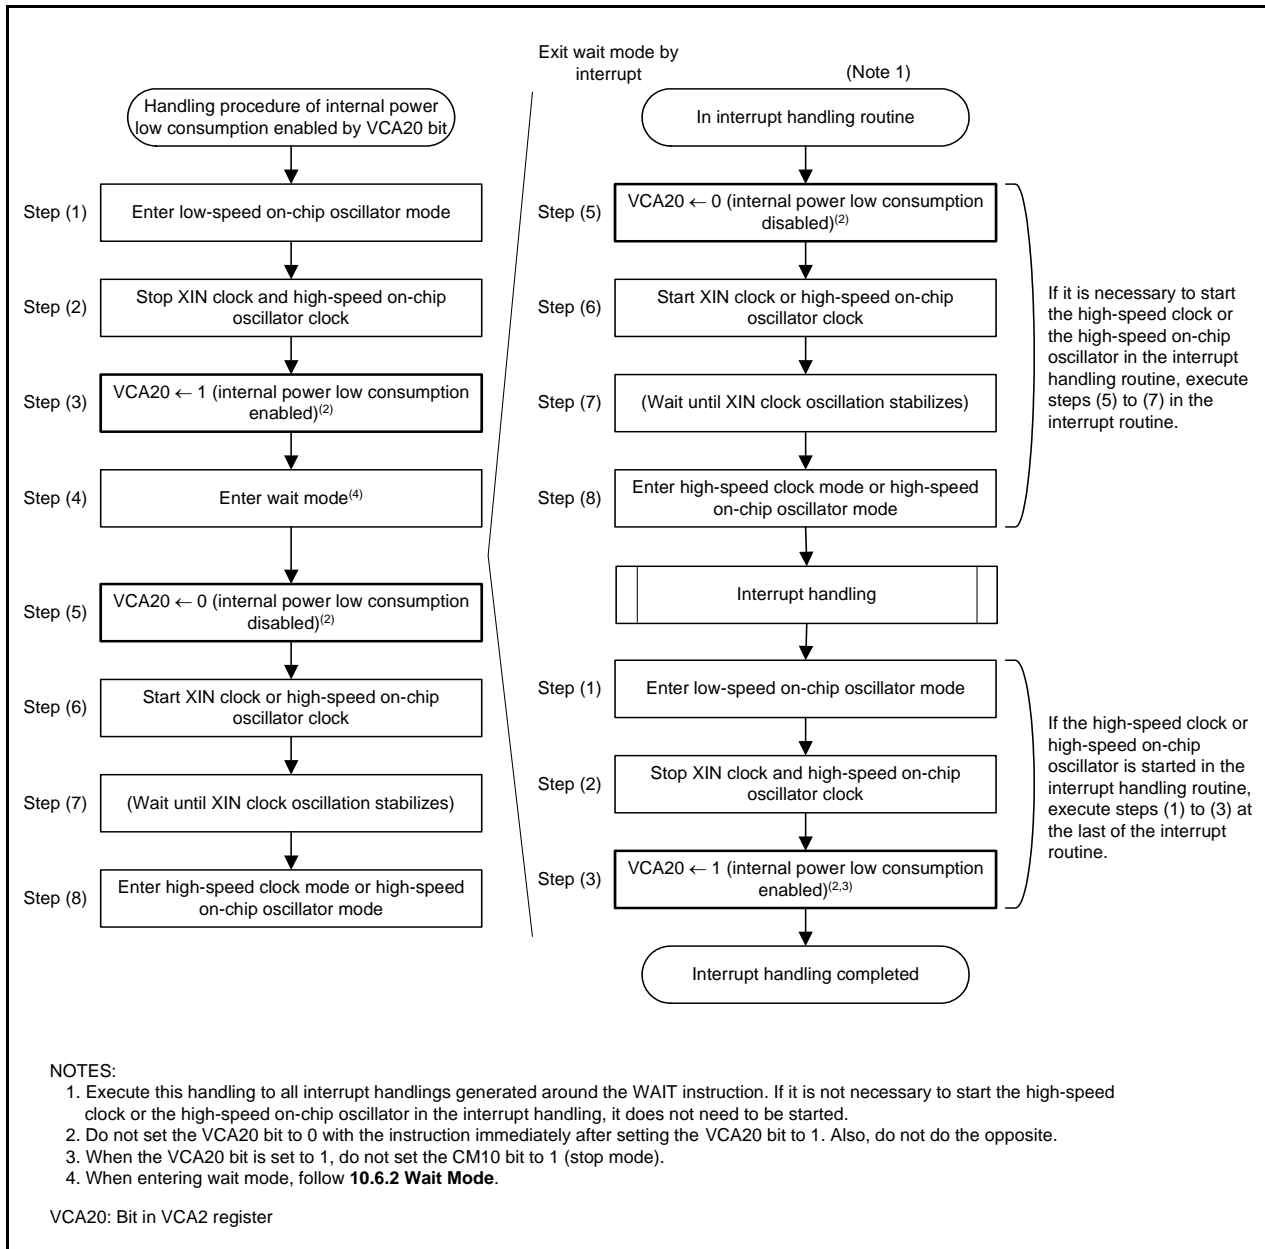 Handling procedure of internal power
low consumption enabled by VCA20 bit
Step (1)
Enter low-speed on-chip oscillator mode
Step (2)
Stop XIN clock and high-speed on-chip
oscillator clock
Step (3)
VCA20 ← 1 (internal power low consumption
enabled)(2)
Step (4)
Enter wait mode(4)
Step (5)
VCA20 ← 0 (internal power low consumption
disabled)(2)
Step (6)
Start XIN clock or high-speed on-chip
oscillator clock
Step (7)
(Wait until XIN clock oscillation stabilizes)
Step (8)
Enter high-speed clock mode or high-speed
on-chip oscillator mode
Exit wait mode by
interrupt
(Note 1)
In interrupt handling routine
Step (5)
VCA20 ← 0 (internal power low consumption
disabled)(2)
Step (6)
Start XIN clock or high-speed on-chip
oscillator clock
Step (7)
(Wait until XIN clock oscillation stabilizes)
Step (8)
Enter high-speed clock mode or high-speed
on-chip oscillator mode
If it is necessary to start
the high-speed clock or
the high-speed on-chip
oscillator in the interrupt
handling routine, execute
steps (5) to (7) in the
interrupt routine.
Interrupt handling
Step (1)
Enter low-speed on-chip oscillator mode
Step (2)
Stop XIN clock and high-speed on-chip
oscillator clock
Step (3)
VCA20 ← 1 (internal power low consumption
enabled)(2,3)
If the high-speed clock or
high-speed on-chip
oscillator is started in the
interrupt handling routine,
execute steps (1) to (3) at
the last of the interrupt
routine.
Interrupt handling completed
NOTES:
1. Execute this handling to all interrupt handlings generated around the WAIT instruction. If it is not necessary to start the high-speed
clock or the high-speed on-chip oscillator in the interrupt handling, it does not need to be started.
2. Do not set the VCA20 bit to 0 with the instruction immediately after setting the VCA20 bit to 1. Also, do not do the opposite.
3. When the VCA20 bit is set to 1, do not set the CM10 bit to 1 (stop mode).
4. When entering wait mode, follow 10.6.2 Wait Mode.
VCA20: Bit in VCA2 register